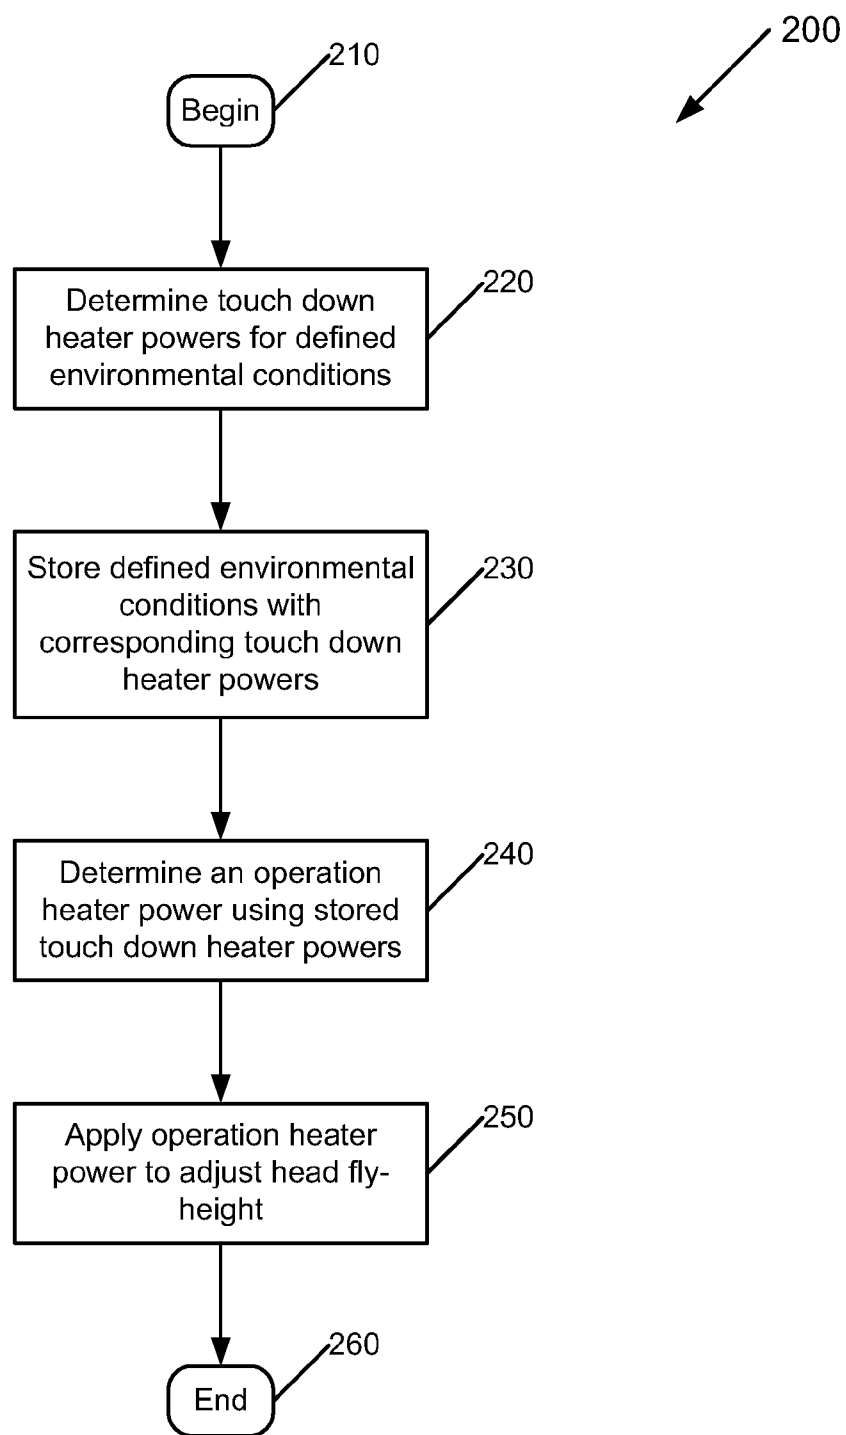 200
210
Begin
220
Determine touch down
heater powers for defined
environmental conditions
230
Store defined environmental
conditions with
corresponding touch down
heater powers
240
Determine an operation
heater power using stored
touch down heater powers
250
Apply operation heater
power to adjust head fly-
height
260
End